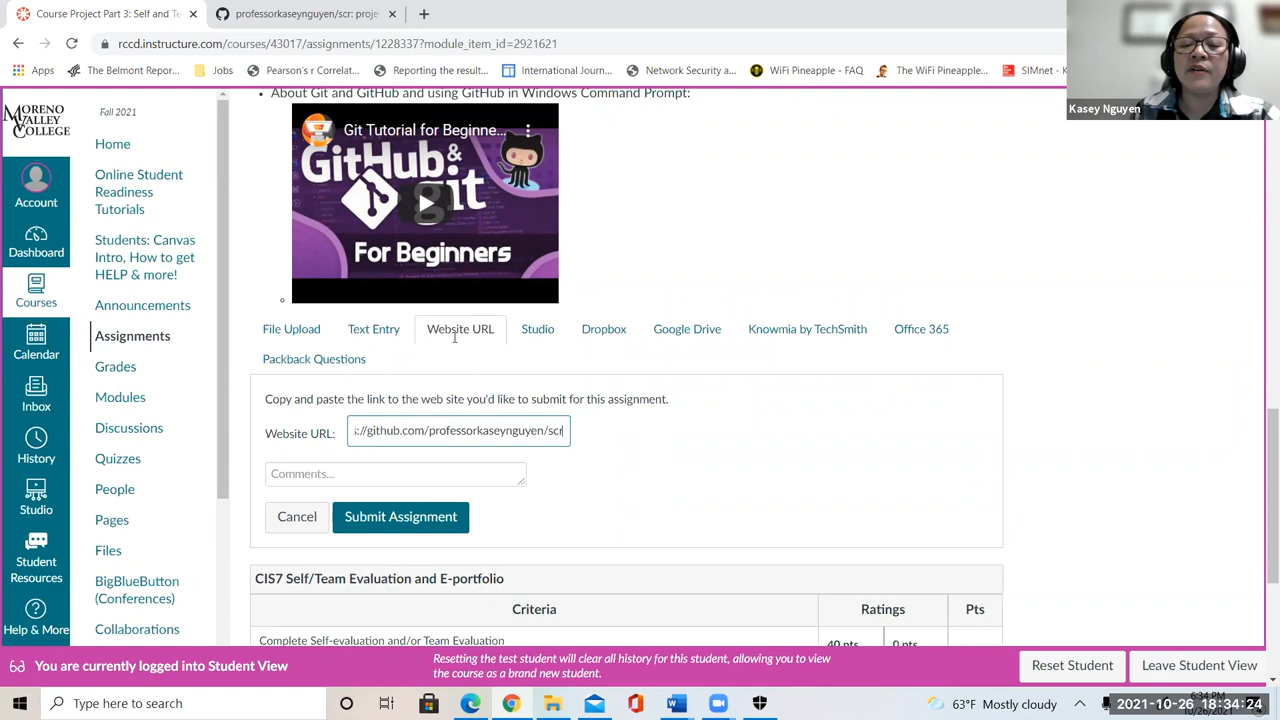 Course Project Part 3: Self and Te
professorkaseynguyen/scr: proje
rccd.instructure.com/courses/43017/assignments/1228337?module_item_id=2921621
Apps
The Belmont Repor...
Jobs
Pearson's r Correlat...
Reporting the result...
International Journ...
Network Security a...
WiFi Pineapple - FAQ
The WiFi Pineapple...
SIMnet - K
Kasey Nguyen
MORENO
VALLEY
COLLEGE
Account
Dashboard
Courses
Calendar
Inbox
History
Studio
Student
Resources
Help & More
Fall 2021
Home
Online Student
Readiness
Tutorials
Students: Canvas
Intro, How to get
HELP & more!
Announcements
Assignments
Grades
Modules
Discussions
Quizzes
People
Pages
Files
BigBlueButton
(Conferences)
Collaborations
About Git and GitHub and using GitHub in Windows Command Prompt:
Git Tutorial for Beginne...
GitHub &
git
For Beginners
File Upload
Text Entry
Website URL
Studio
Dropbox
Google Drive
Knowmia by TechSmith
Office 365
Packback Questions
Copy and paste the link to the web site you'd like to submit for this assignment.
Website URL:
s://github.com/professorkaseynguyen/scr
Comments...
Cancel
Submit Assignment
CIS7 Self/Team Evaluation and E-portfolio
Criteria
Ratings
Pts
Complete Self-evaluation and/or Team Evaluation
40 pts
0 pts
You are currently logged into Student View
Resetting the test student will clear all history for this student, allowing you to view
the course as a brand new student.
Reset Student
Leave Student View
Type here to search
63°F Mostly cloudy
6:34 PM
10/26/2021
2021-10-26 18:34:24